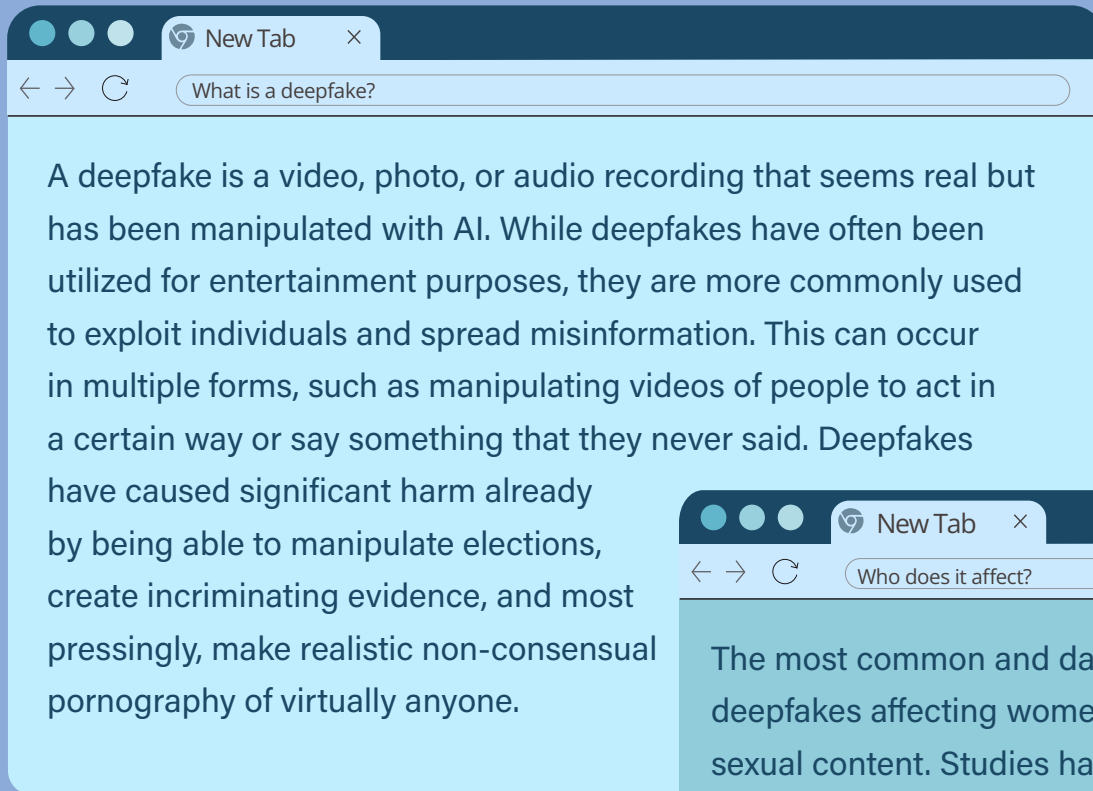 New Tab
What is a deepfake?
A deepfake is a video, photo, or audio recording that seems real but
has been manipulated with AI. While deepfakes have often been
utilized for entertainment purposes, they are more commonly used
to exploit individuals and spread misinformation. This can occur
in multiple forms, such as manipulating videos of people to act in
a certain way or say something that they never said. Deepfakes
have caused significant harm already
by being able to manipulate elections,
create incriminating evidence, and most
pressingly, make realistic non-consensual
pornography of virtually anyone.
New Tab
Who does it affect?
The most common and
deepfakes affecting
sexual content. Studies